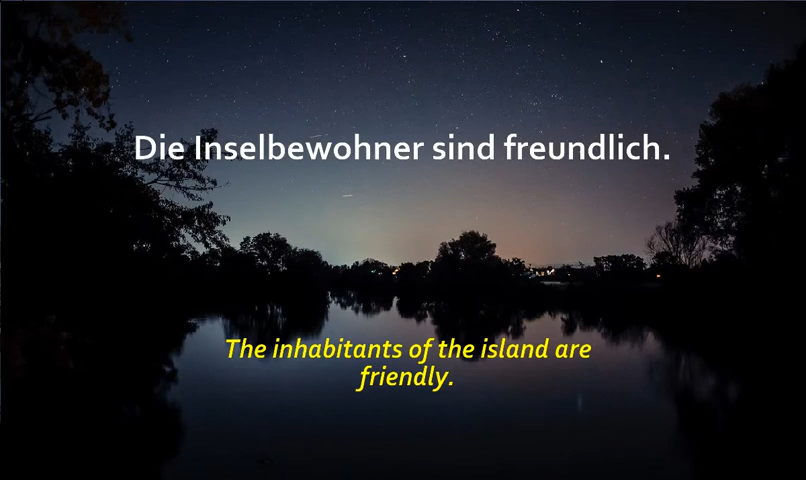 Die Inselbewohner sind freundlich.
The inhabitants of the island are
friendly.